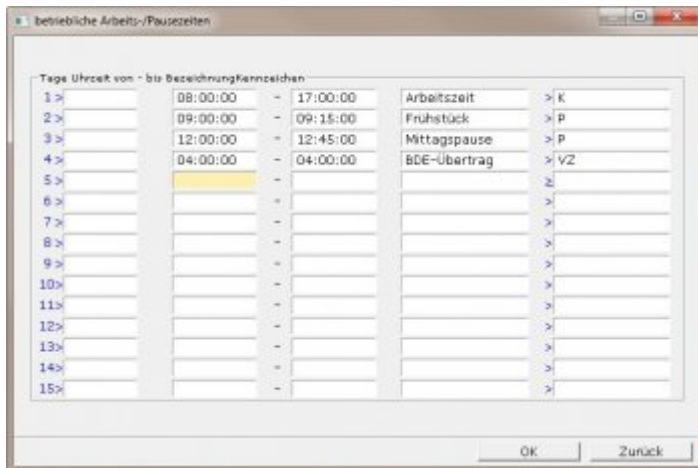 betriebliche Arbeits-/Pausezeiten
Tage Uhrzeit von - bis BezeichnungKennzeichen
1> 08:00:00 - 17:00:00 Arbeitszeit > K
2> 09:00:00 - 09:15:00 Frühstück > P
3> 12:00:00 - 12:45:00 Mittagspause > P
4> 04:00:00 - 04:00:00 BDE-Übertrag > VZ
5> - >
6> - >
7> - >
8> - >
9> - >
10> - >
11> - >
12> - >
13> - >
14> - >
15> - >
OK Zurück